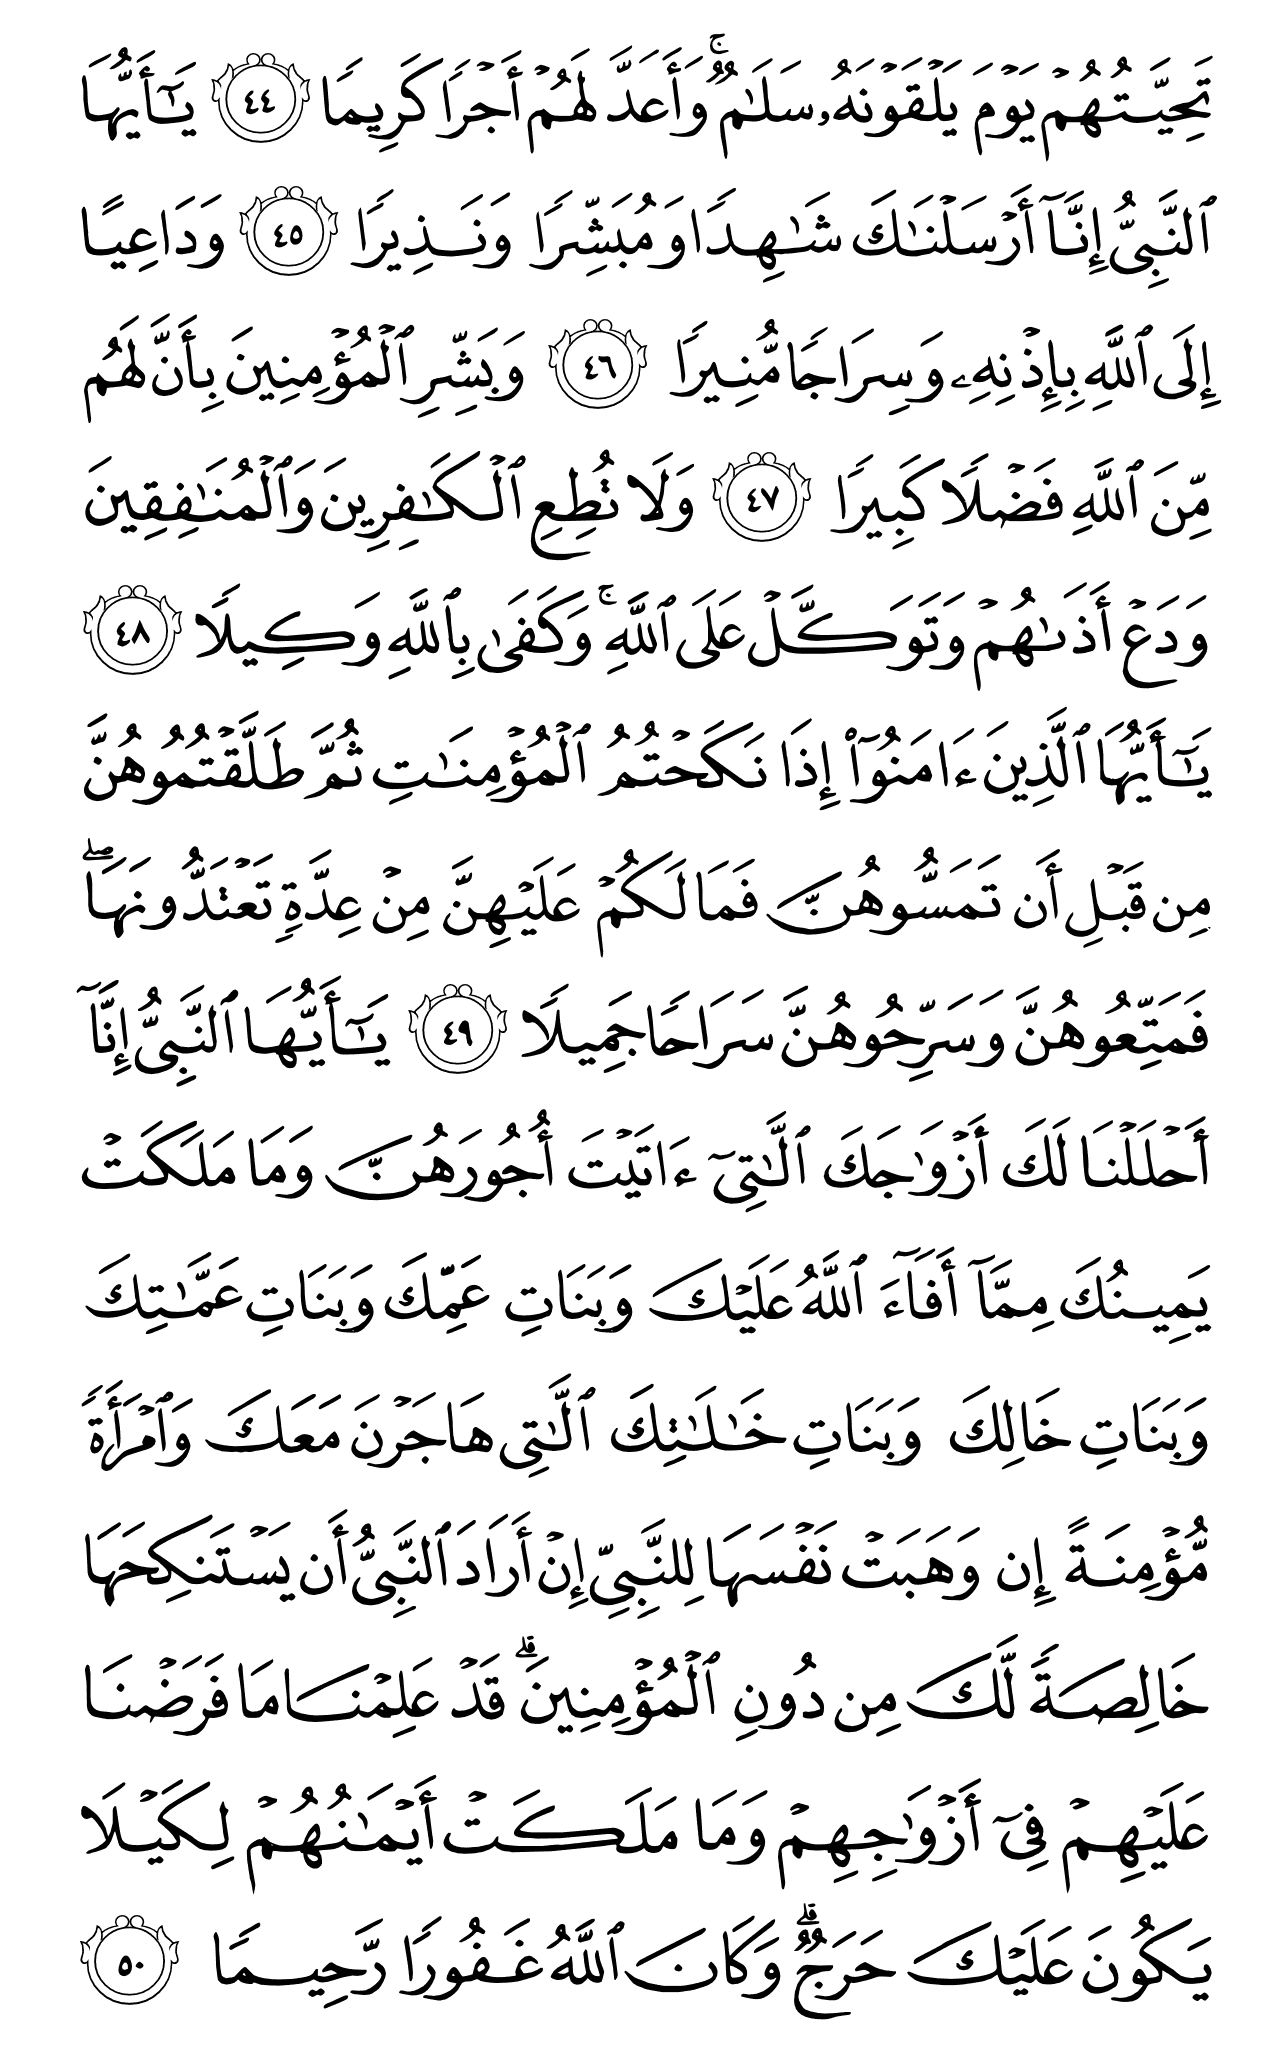 تَحِيَّتُهُمْ يَوْمَ يَلْقَوْنَهُۥ سَلَٰمٌۚ وَأَعَدَّ لَهُمْ أَجْرًا كَرِيمًا ٤٤ يَٰٓأَيُّهَا
ٱلنَّبِىُّ إِنَّآ أَرْسَلْنَٰكَ شَٰهِدًا وَمُبَشِّرًا وَنَذِيرًا ٤٥ وَدَاعِيًا
إِلَى ٱللَّهِ بِإِذْنِهِۦ وَسِرَاجًا مُّنِيرًا ٤٦ وَبَشِّرِ ٱلْمُؤْمِنِينَ بِأَنَّ لَهُم
مِّنَ ٱللَّهِ فَضْلًا كَبِيرًا ٤٧ وَلَا تُطِعِ ٱلْكَٰفِرِينَ وَٱلْمُنَٰفِقِينَ
وَدَعْ أَذَىٰهُمْ وَتَوَكَّلْ عَلَى ٱللَّهِۚ وَكَفَىٰ بِٱللَّهِ وَكِيلًا ٤٨
يَٰٓأَيُّهَا ٱلَّذِينَ ءَامَنُوٓا۟ إِذَا نَكَحْتُمُ ٱلْمُؤْمِنَٰتِ ثُمَّ طَلَّقْتُمُوهُنَّ
مِن قَبْلِ أَن تَمَسُّوهُنَّ فَمَا لَكُمْ عَلَيْهِنَّ مِنْ عِدَّةٍ تَعْتَدُّونَهَاۖ
فَمَتِّعُوهُنَّ وَسَرِّحُوهُنَّ سَرَاحًا جَمِيلًا ٤٩ يَٰٓأَيُّهَا ٱلنَّبِىُّ إِنَّآ
أَحْلَلْنَا لَكَ أَزْوَٰجَكَ ٱلَّٰتِىٓ ءَاتَيْتَ أُجُورَهُنَّ وَمَا مَلَكَتْ
يَمِينُكَ مِمَّآ أَفَآءَ ٱللَّهُ عَلَيْكَ وَبَنَاتِ عَمِّكَ وَبَنَاتِ عَمَّٰتِكَ
وَبَنَاتِ خَالِكَ وَبَنَاتِ خَٰلَٰتِكَ ٱلَّٰتِى هَاجَرْنَ مَعَكَ وَٱمْرَأَةً
مُّؤْمِنَةً إِن وَهَبَتْ نَفْسَهَا لِلنَّبِىِّ إِنْ أَرَادَ ٱلنَّبِىُّ أَن يَسْتَنكِحَهَا
خَالِصَةً لَّكَ مِن دُونِ ٱلْمُؤْمِنِينَۗ قَدْ عَلِمْنَا مَا فَرَضْنَا
عَلَيْهِمْ فِىٓ أَزْوَٰجِهِمْ وَمَا مَلَكَتْ أَيْمَٰنُهُمْ لِكَيْلَا
يَكُونَ عَلَيْكَ حَرَجٌۗ وَكَانَ ٱللَّهُ غَفُورًا رَّحِيمًا ٥٠